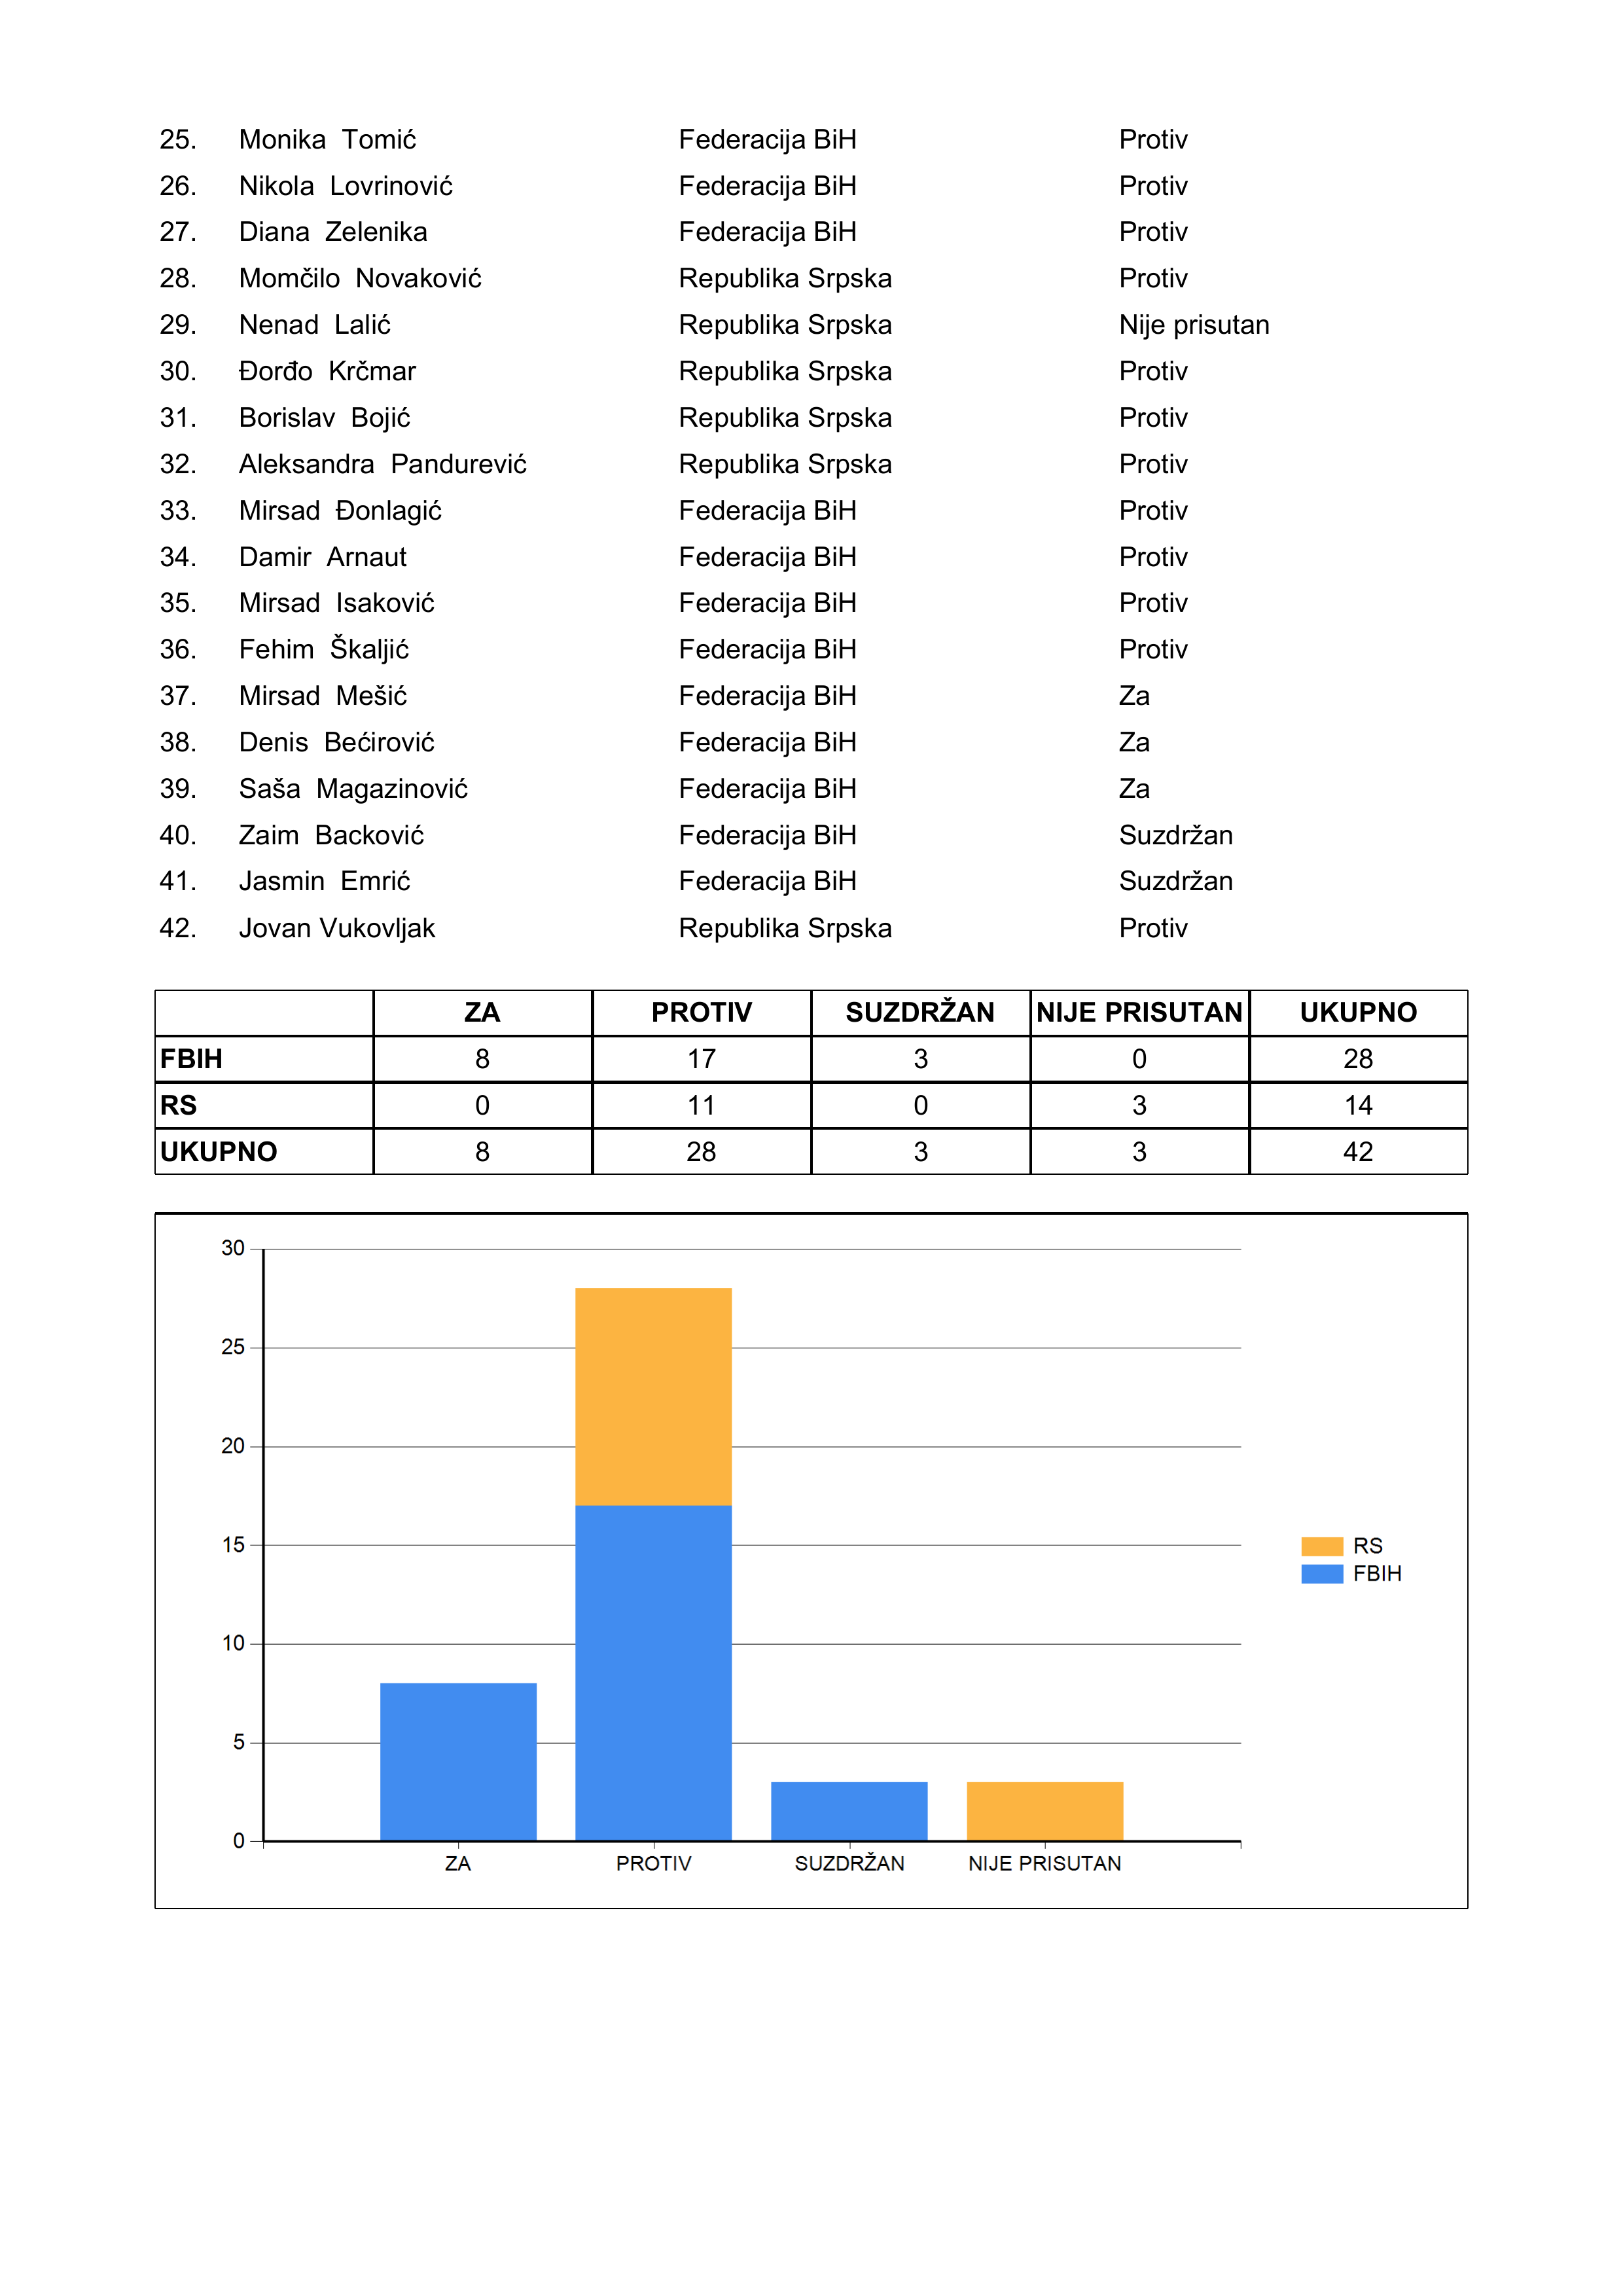 25. Monika Tomić Federacija BiH Protiv
26. Nikola Lovrinović Federacija BiH Protiv
27. Diana Zelenika Federacija BiH Protiv
28. Momčilo Novaković Republika Srpska Protiv
29. Nenad Lalić Republika Srpska Nije prisutan
30. Đorđo Krčmar Republika Srpska Protiv
31. Borislav Bojić Republika Srpska Protiv
32. Aleksandra Pandurević Republika Srpska Protiv
33. Mirsad Đonlagić Federacija BiH Protiv
34. Damir Arnaut Federacija BiH Protiv
35. Mirsad Isaković Federacija BiH Protiv
36. Fehim Škaljić Federacija BiH Protiv
37. Mirsad Mešić Federacija BiH Za
38. Denis Bećirović Federacija BiH Za
39. Saša Magazinović Federacija BiH Za
40. Zaim Backović Federacija BiH Suzdržan
41. Jasmin Emrić Federacija BiH Suzdržan
42. Jovan Vukovljak Republika Srpska Protiv
ZA PROTIV SUZDRŽAN NIJE PRISUTAN UKUPNO
FBIH 8 17 3 0 28
RS 0 11 0 3 14
UKUPNO 8 28 3 3 42
30
25
20
15
10
5
0
ZA PROTIV SUZDRŽAN NIJE PRISUTAN
RS
FBIH